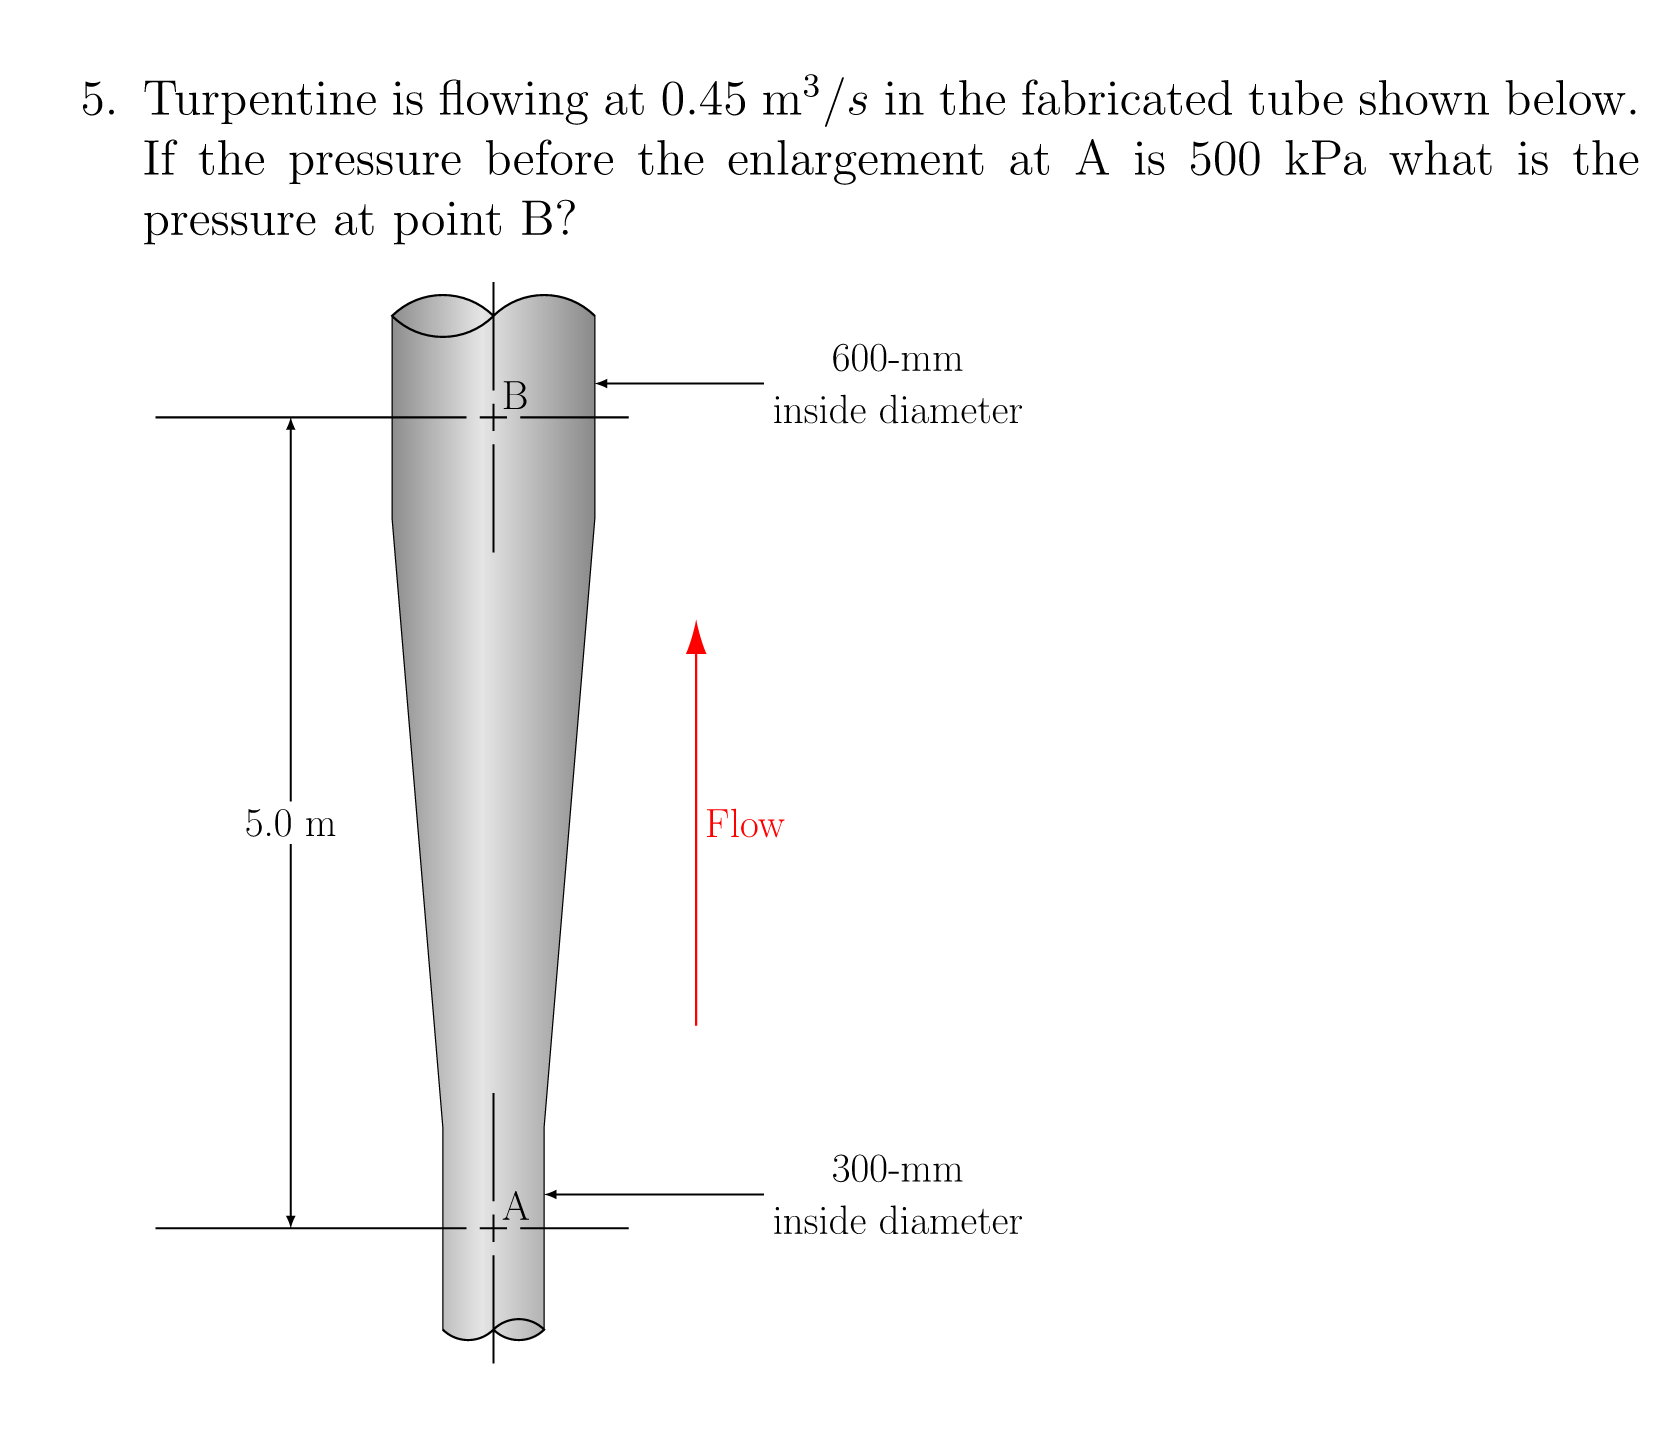 5. Turpentine is flowing at 0.45 m³/s in the fabricated tube shown below.
If the pressure before the enlargement at A is 500 kPa what is the
pressure at point B?
600-mm
inside diameter
B
5.0 m
Flow
300-mm
inside diameter
A